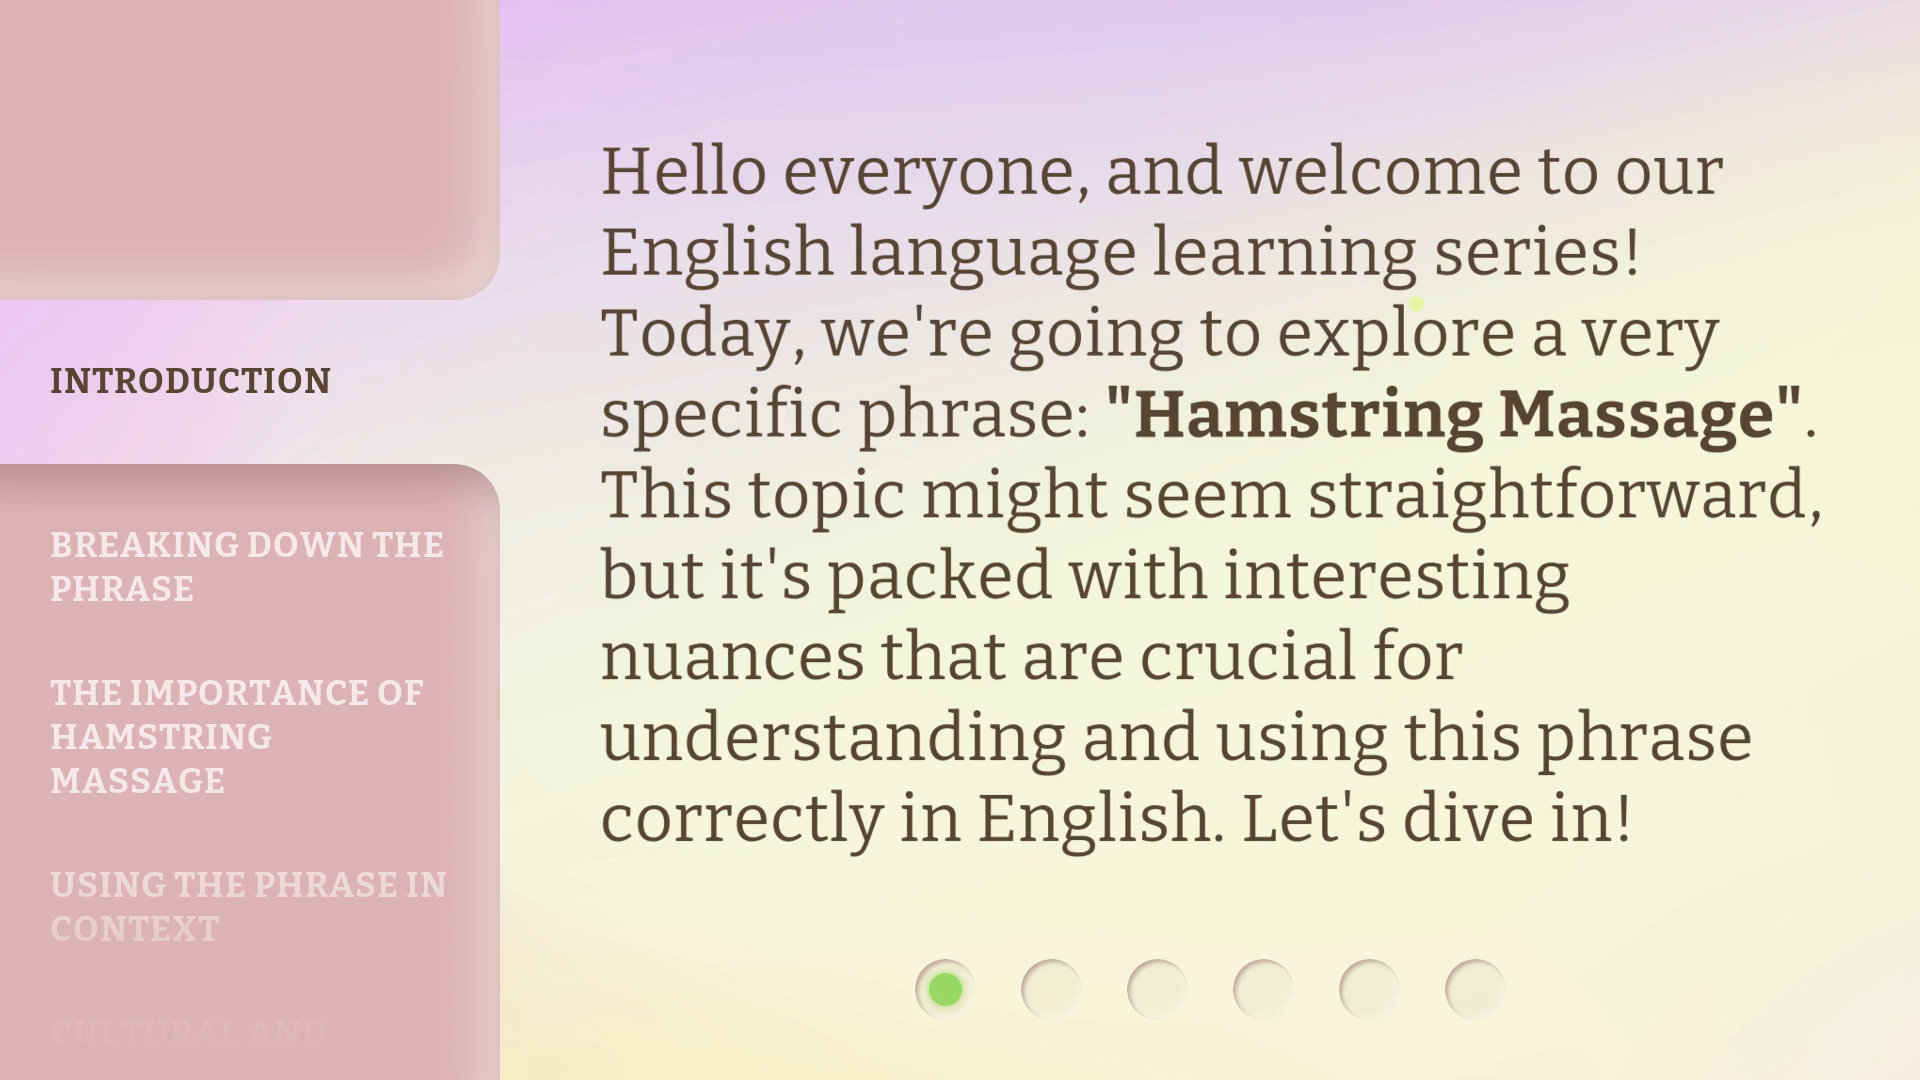 INTRODUCTION
BREAKING DOWN THE
PHRASE
THE IMPORTANCE OF
HAMSTRING
MASSAGE
USING THE PHRASE IN
CONTEXT
CULTURAL AND
Hello everyone, and welcome to our
English language learning series!
Today, we're going to explore a very
specific phrase: "Hamstring Massage".
This topic might seem straightforward,
but it's packed with interesting
nuances that are crucial for
understanding and using this phrase
correctly in English. Let's dive in!